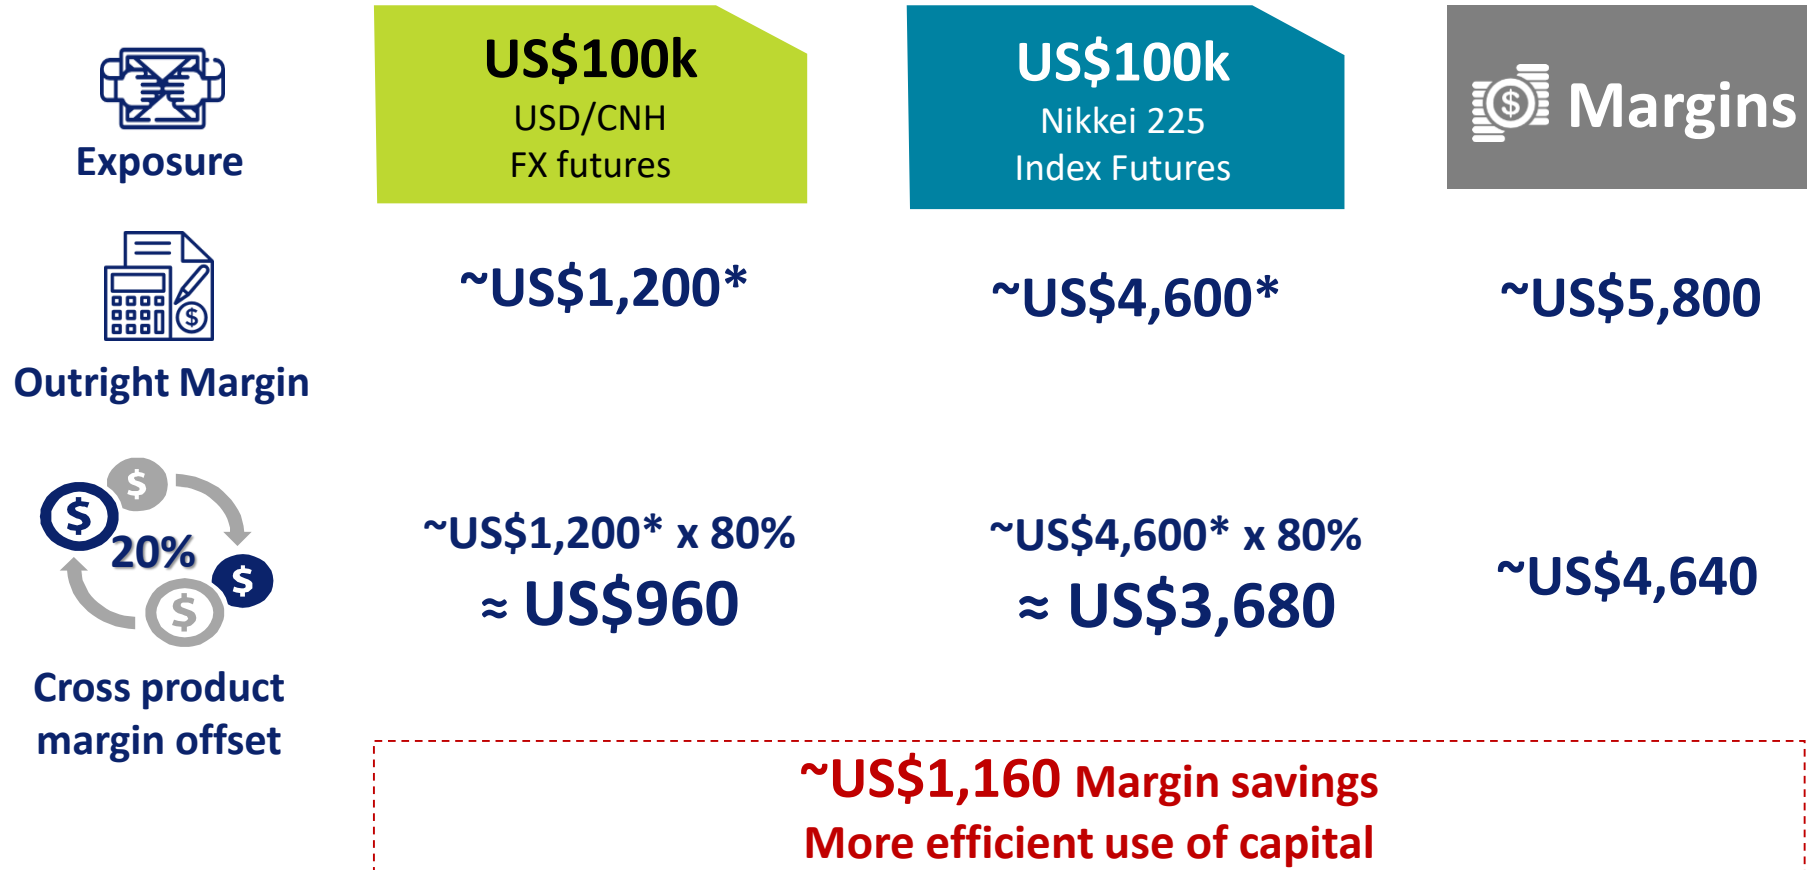 Exposure
US$100k
USD/CNH
FX futures
US$100k
Nikkei 225
Index Futures
$ Margins
Outright Margin
$
~US$1,200*
~US$4,600*
~US$5,800
$
$
20%
$
$
Cross product
margin offset
~US$1,200* x 80%
≈ US$960
~US$4,600* x 80%
≈ US$3,680
~US$4,640
~US$1,160 Margin savings
More efficient use of capital